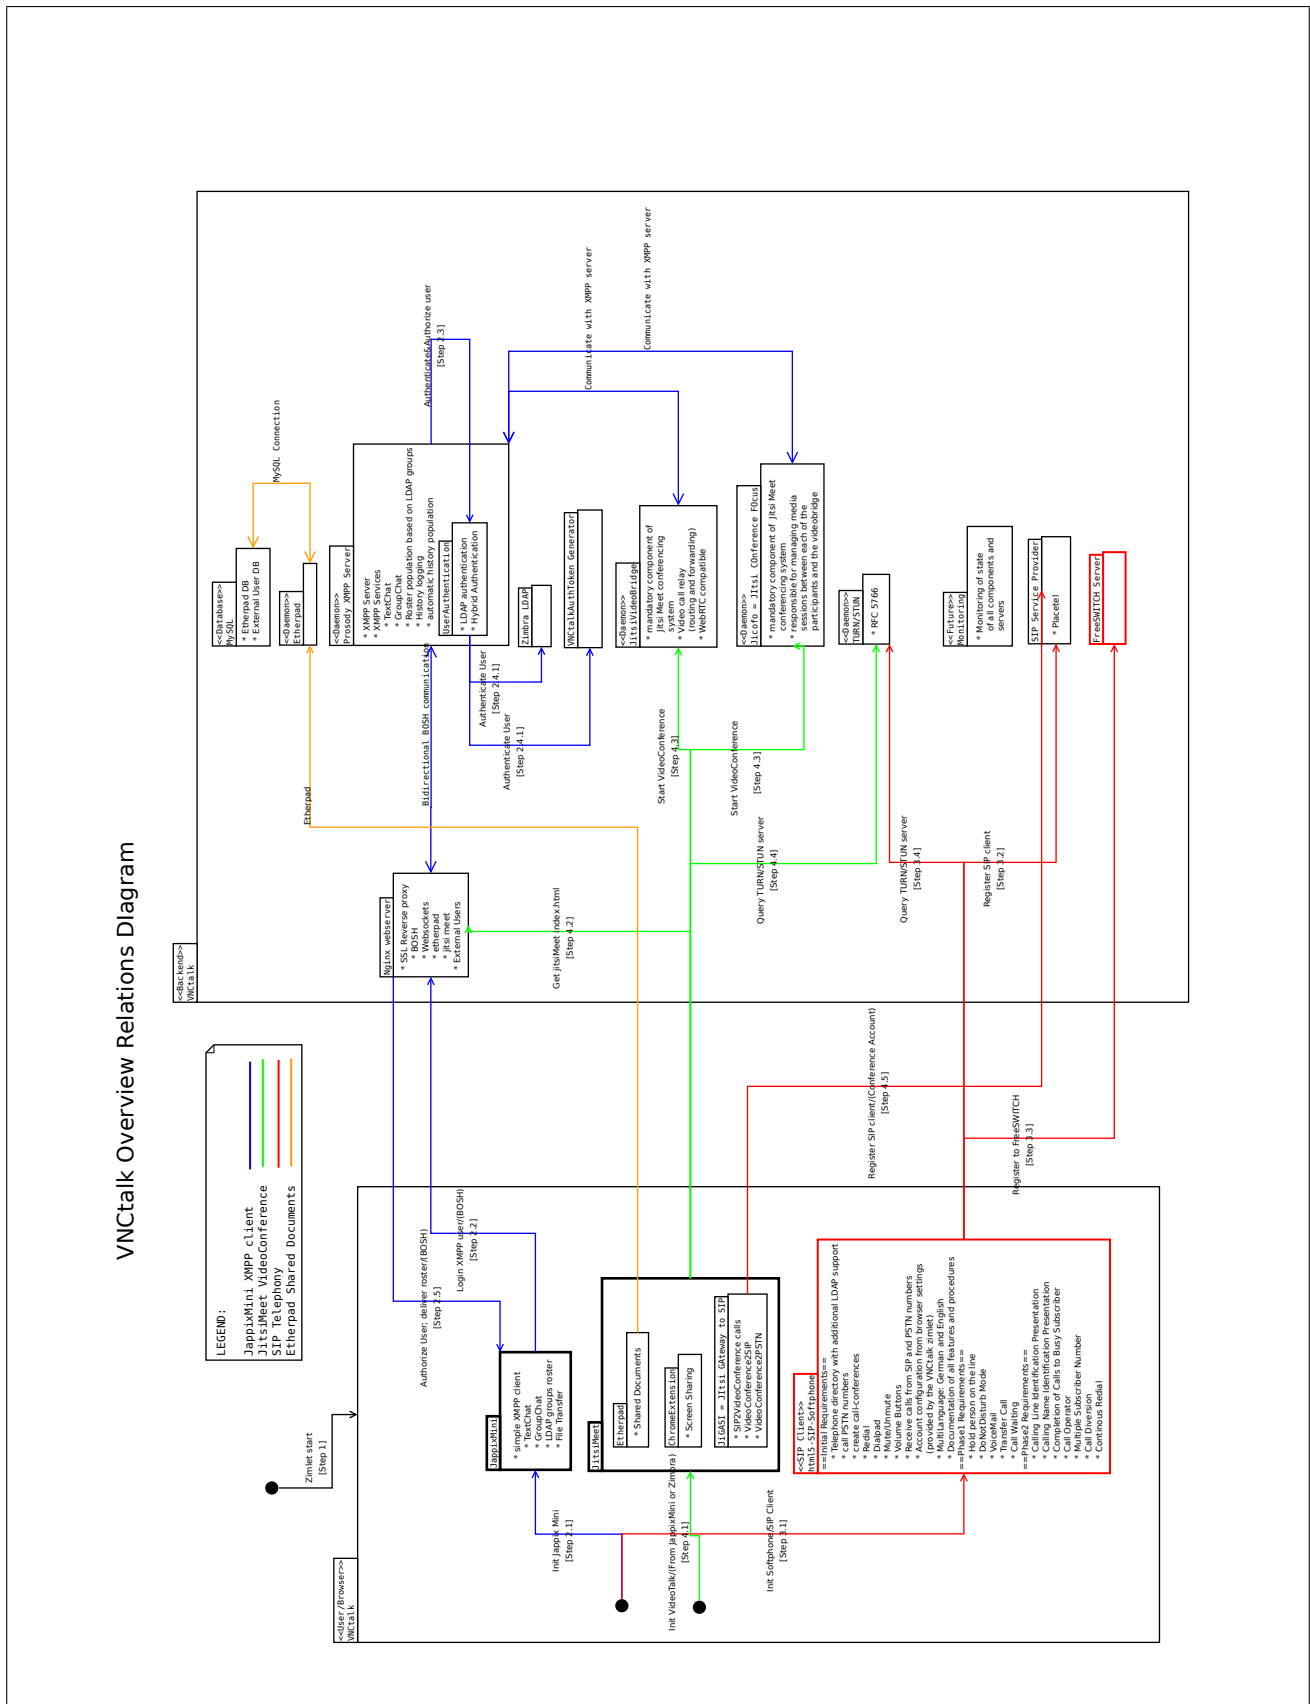 VNCtalk Overview Relations DIagram
LEGEND:
JappixMini XMPP client
JitsiMeet VideoConference
SIP Telephony
Etherpad Shared Documents
Zimlet start
[Step 1]
<<User/Browser>>
VNCtalk
JappixMini
* simple XMPP client
* TextChat
* GroupChat
* LDAP groups roster
* File Transfer
Init Jappix Mini
[Step 2.1]
Authorize User; deliver roster/(BOSH)
[Step 2.5]
Login XMPP user/(BOSH)
[Step 2.2]
JitsiMeet
Etherpad
* Shared Documents
ChromeExtension
* Screen Sharing
JiGASI = JItsi GAteway to SIP
* SIP2VideoConference calls
* VideoConference2SIP
* VideoConference2PSTN
Init VideoTalk/(From JappixMini or Zimbra)
[Step 4.1]
Init Softphone/SIP Client
[Step 3.1]
<<SIP Client>>
html5-SIP-Softphone
==Initial Requirements==
* Telephone directory with additional LDAP support
* call PSTN numbers
* create call-conferences
* Redial
* Dialpad
* Mute/Unmute
* Volume Buttons
* Receive calls from SIP and PSTN numbers
* Account configuration from browser settings
(provided by the VNCtalk zimlet)
* MultiLanguage: German and English
* Documentation of all features and procedures
==Phase1 Requirements==
* Hold person on the line
* DoNotDisturb Mode
* VoiceMail
* Transfer Call
* Call Waiting
==Phase2 Requirements==
* Calling Line Identification Presentation
* Calling Name Identification Presentation
* Completion of Calls to Busy Subscriber
* Call Operator
* Multiple Subscriber Number
* Call Diversion
* Continous Redial
<<Backend>>
VNCtalk
Nginx webserver
* SSL Reverse proxy
* BOSH
* Websockets
* etherpad
* jitsi meet
* External Users
Get jitsiMeet index.html
[Step 4.2]
Register SIP client/(Conference Account)
[Step 4.5]
Register to FreeSWITCH
[Step 3.3]
Etherpad
Bidirectional BOSH communication
Authenticate User
[Step 2.4.1]
Authenticate User
[Step 2.4.1]
Start VideoConference
[Step 4.3]
Start VideoConference
[Step 4.3]
Query TURN/STUN server
[Step 4.4]
Query TURN/STUN server
[Step 3.4]
Register SIP client
[Step 3.2]
<<Database>>
MySQL
* Etherpad DB
* External User DB
<<Daemon>>
Etherpad
MySQL Connection
<<Daemon>>
Prosody XMPP Server
* XMPP Server
* XMPP Services
* TextChat
* GroupChat
* Roster population based on LDAP groups
* History logging
* automatic history population
UserAuthentication
* LDAP authentication
* Hybrid Authentication
Authenticate&Authorize user
[Step 2.3]
Zimbra LDAP
VNCtalkAuthToken Generator
<<Daemon>>
JitsiVideoBridge
* mandatory component of
Jitsi Meet conferencing
system
* Video call relay
(routing and forwarding)
* WebRTC compatible
Communicate with XMPP server
Communicate with XMPP server
<<Daemon>>
Jicofo = JItsi COnference FOcus
* mandatory component of Jitsi Meet
conferencing system
* responsible for managing media
sessions between each of the
participants and the videobridge
<<Daemon>>
TURN/STUN
* RFC 5766
<<Future>>
Monitoring
* Monitoring of state
of all components and
servers
SIP Service Provider
* Placetel
FreeSWITCH Server